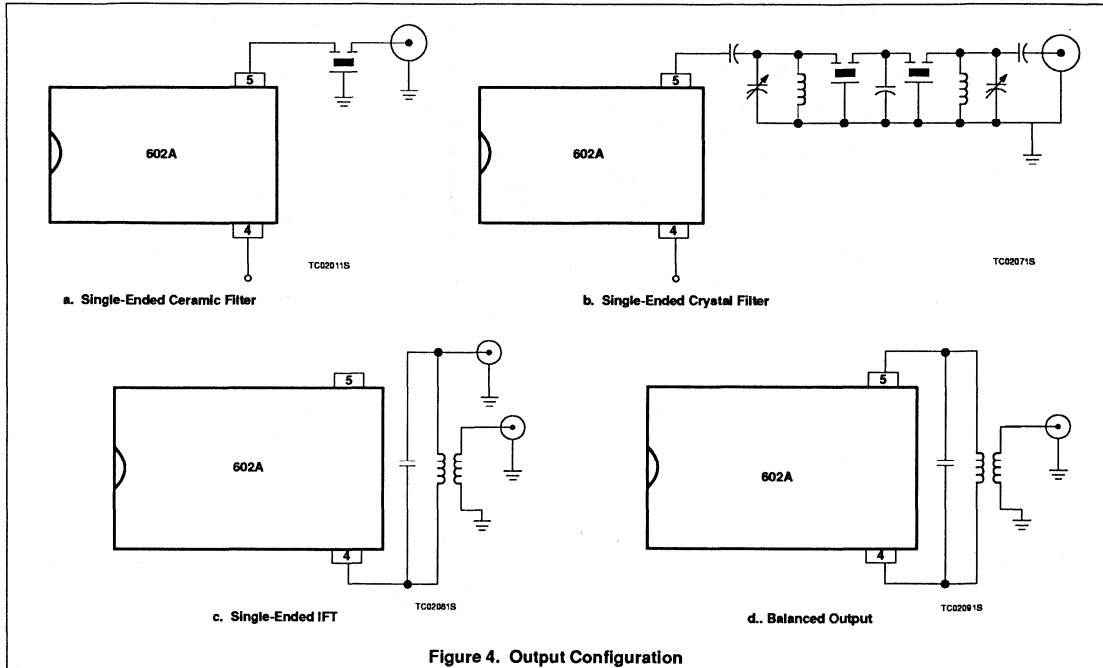 5
602A
4
TC02011S
a. Single-Ended Ceramic Filter
5
602A
4
TC02071S
b. Single-Ended Crystal Filter
5
602A
4
TC02081S
c. Single-Ended IFT
5
602A
4
TC02091S
d.. Balanced Output
Figure 4. Output Configuration